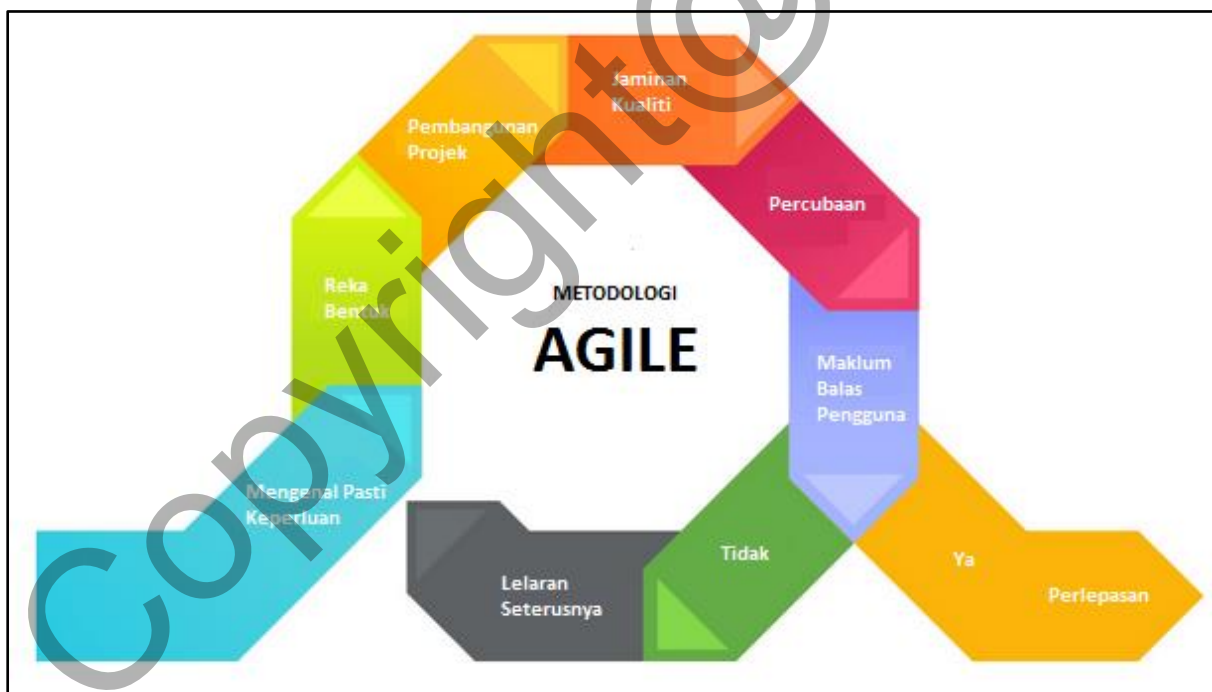 Mengenal Pasti
Keperluan
Reka
Bentuk
Pembangunan
Projek
Jaminan
Kualiti
Percubaan
Maklum
Balas
Pengguna
Ya
Perlepasan
Tidak
Lelaran
Seterusnya
METODOLOGI
AGILE
Copyright@